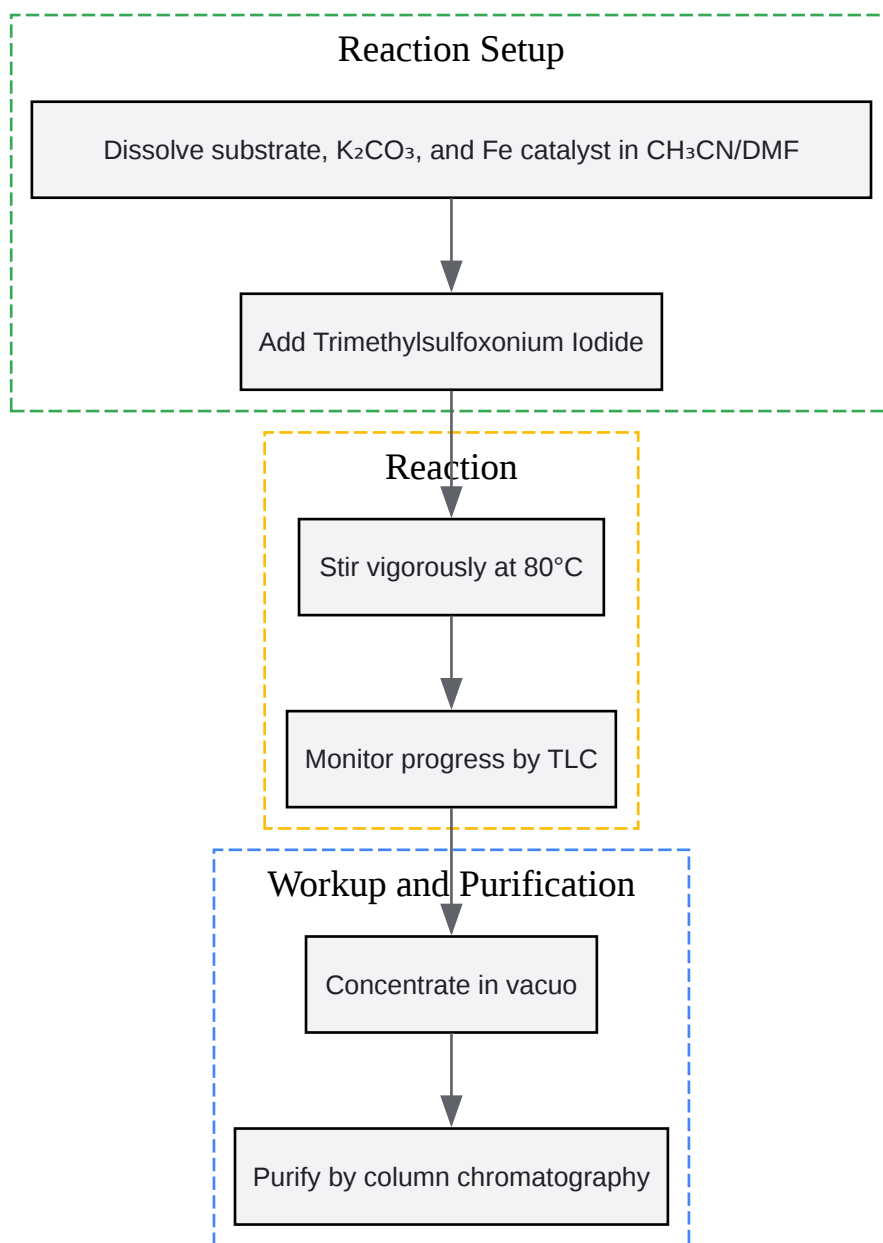 Reaction Setup
Dissolve substrate, K₂CO₃, and Fe catalyst in CH₃CN/DMF
Add Trimethylsulfoxonium Iodide
Reaction
Stir vigorously at 80°C
Monitor progress by TLC
Workup and Purification
Concentrate in vacuo
Purify by column chromatography